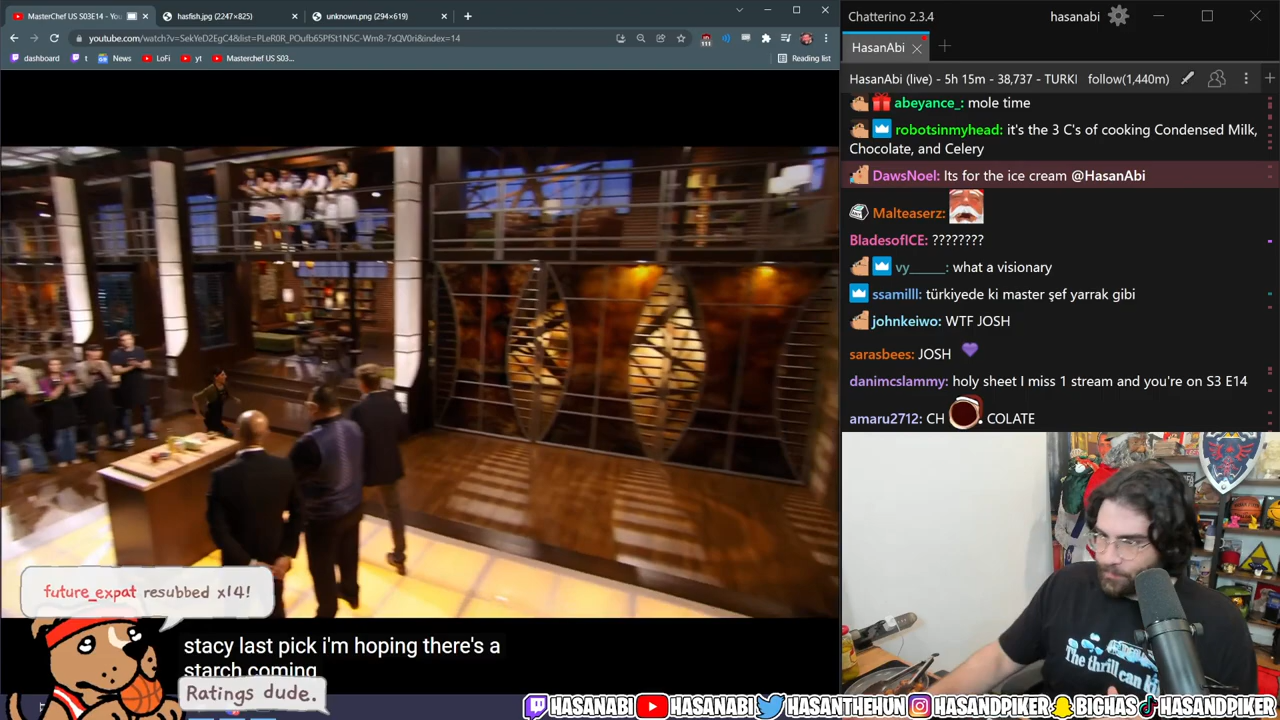 MasterChef US S03E14 - You
hasfish.jpg (2247×825)
unknown.png (294×619)
youtube.com/watch?v=SekYeD2EgC4&list=PLeR0R_POufb65PfSt1N5C-Wm8-7sQV0ri&index=14
dashboard
t
News
LoFi
yt
Masterchef US S03...
Reading list
Chatterino 2.3.4
hasanabi
HasanAbi
HasanAbi (live) - 5h 15m - 38,737 - TURKI
follow(1,440m)
abeyance_: mole time
robotsinmyhead: it's the 3 C's of cooking Condensed Milk,
Chocolate, and Celery
DawsNoel: Its for the ice cream @HasanAbi
Malteaserz:
BladesofICE: ????????
vy_____: what a visionary
ssamilll: türkiyede ki master şef yarrak gibi
johnkeiwo: WTF JOSH
sarasbees: JOSH
danimcslammy: holy sheet I miss 1 stream and you're on S3 E14
amaru2712: CH COLATE
future_expat resubbed x14!
stacy last pick i'm hoping there's a
starch coming
Ratings dude.
The thrill can
HASANABI HASANABI HASANTHEHUN HASANDPIKER BIGHAS HASANDPIKER